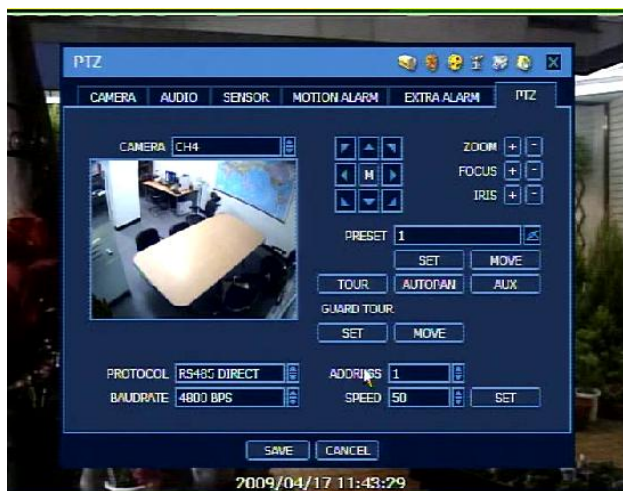 PTZ
CAMERA AUDIO SENSOR MOTION ALARM EXTRA ALARM PTZ
CAMERA CH4
M
ZOOM + -
FOCUS + -
IRIS + -
PRESET 1
SET MOVE
TOUR AUTOPAN AUX
GUARD TOUR
SET MOVE
PROTOCOL RS485 DIRECT ADDRESS 1
BAUDRATE 4800 BPS SPEED 50 SET
SAVE CANCEL
2009/04/17 11:43:29